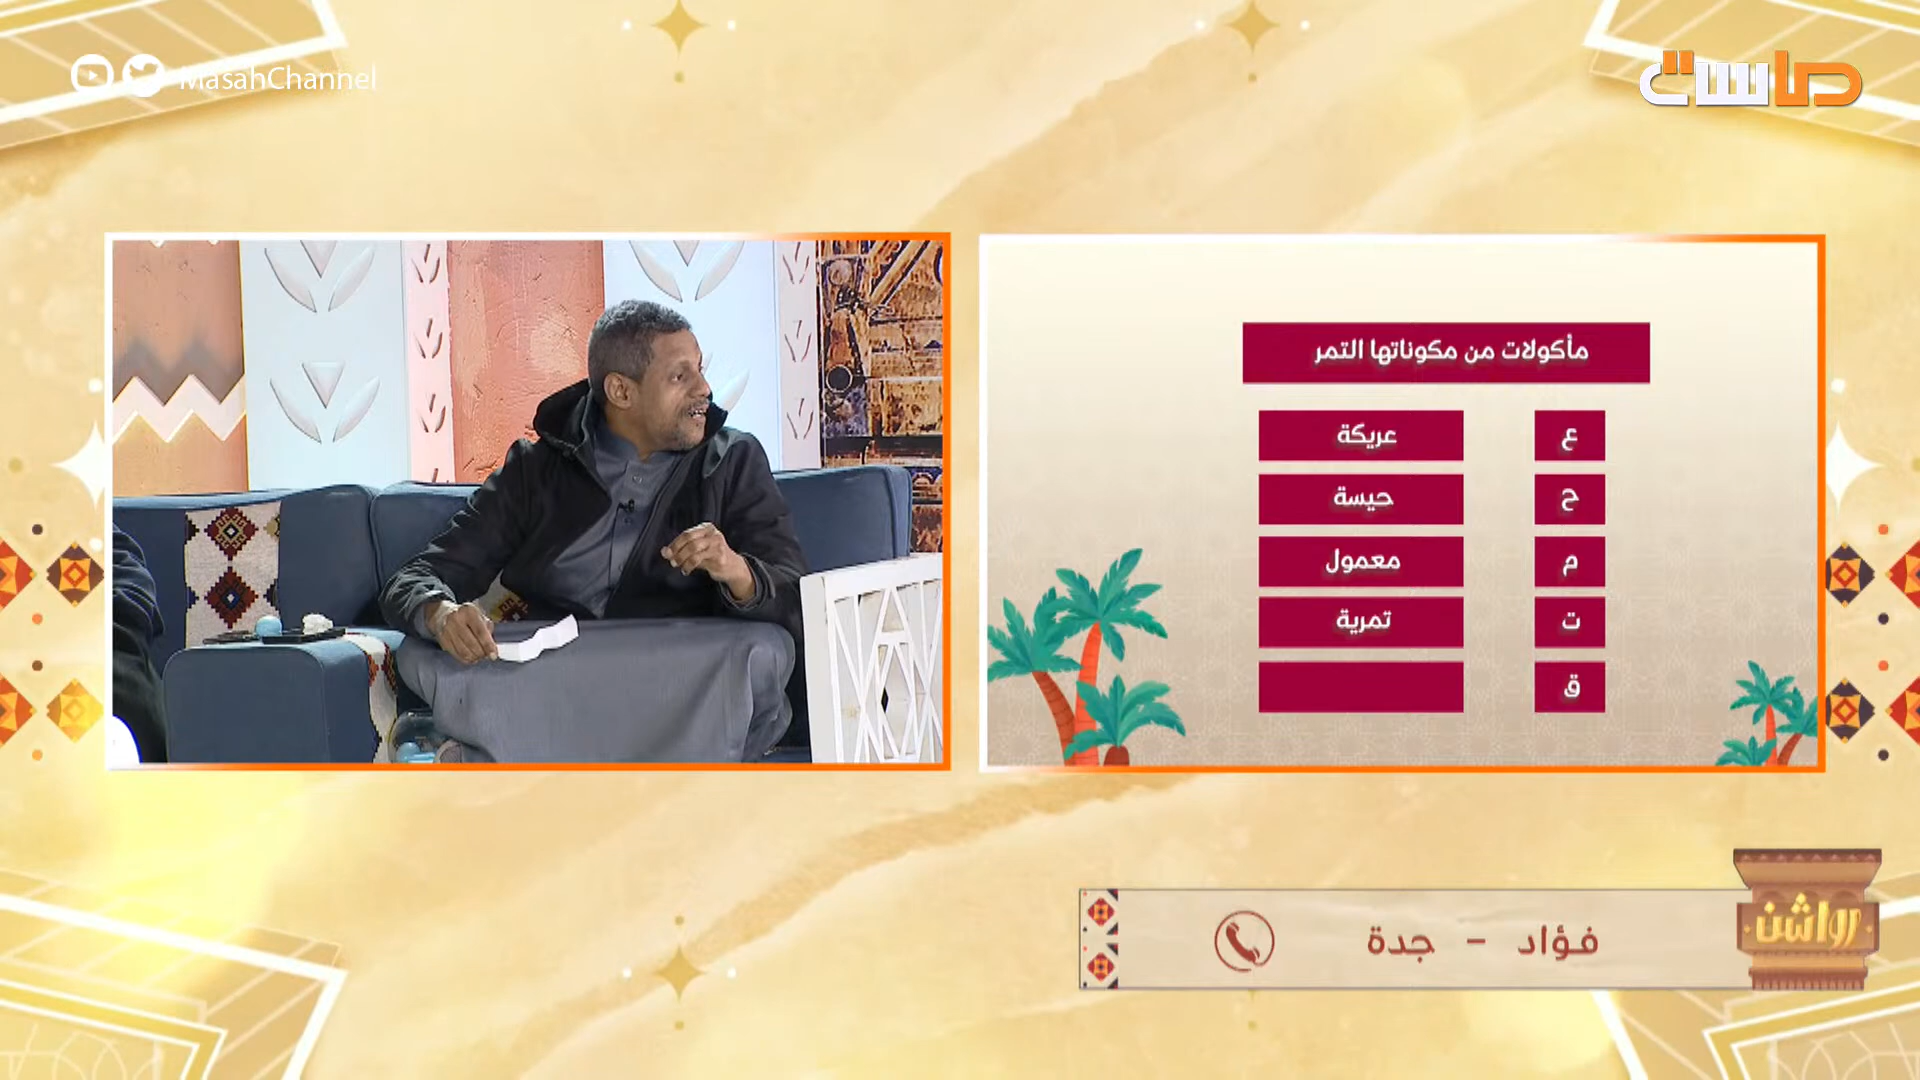 MasahChannel
ماسة
مأكولات من مكوناتها التمر
ع عريكة
ح حيسة
م معمول
ت تمرية
ق
فؤاد - جدة
رواشن